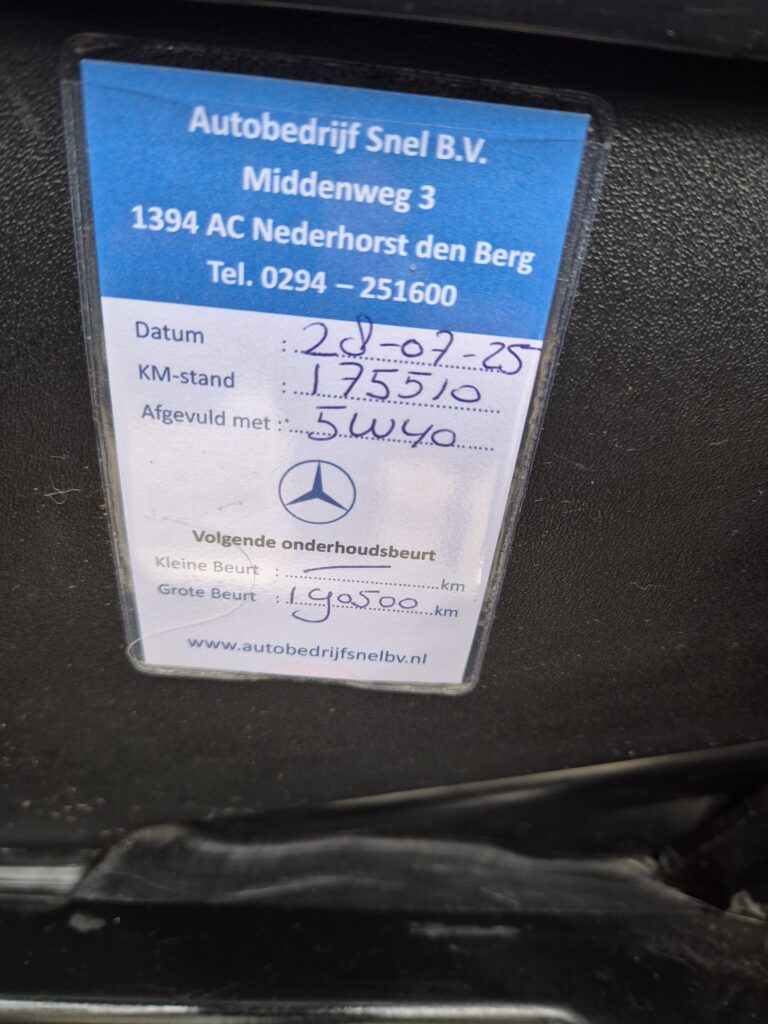 Autobedrijf Snel B.V.
Middenweg 3
1394 AC Nederhorst den Berg
Tel. 0294 – 251600
Datum : 28-07-25
KM-stand : 175510
Afgevuld met : 5W40
Volgende onderhoudsbeurt
Kleine Beurt : — km
Grote Beurt : 190500 km
www.autobedrijfsnelbv.nl